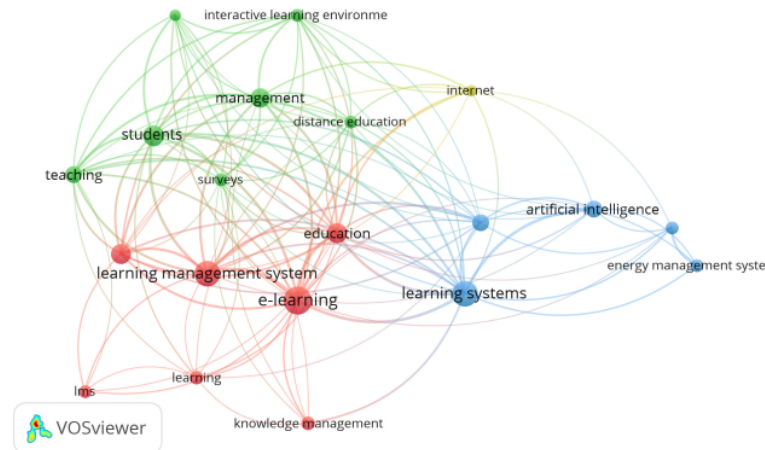 interactive learning environme
internet
management
distance education
students
teaching
surveys
artificial intelligence
education
energy management syste
learning management system
learning systems
e-learning
learning
lms
knowledge management
VOSviewer